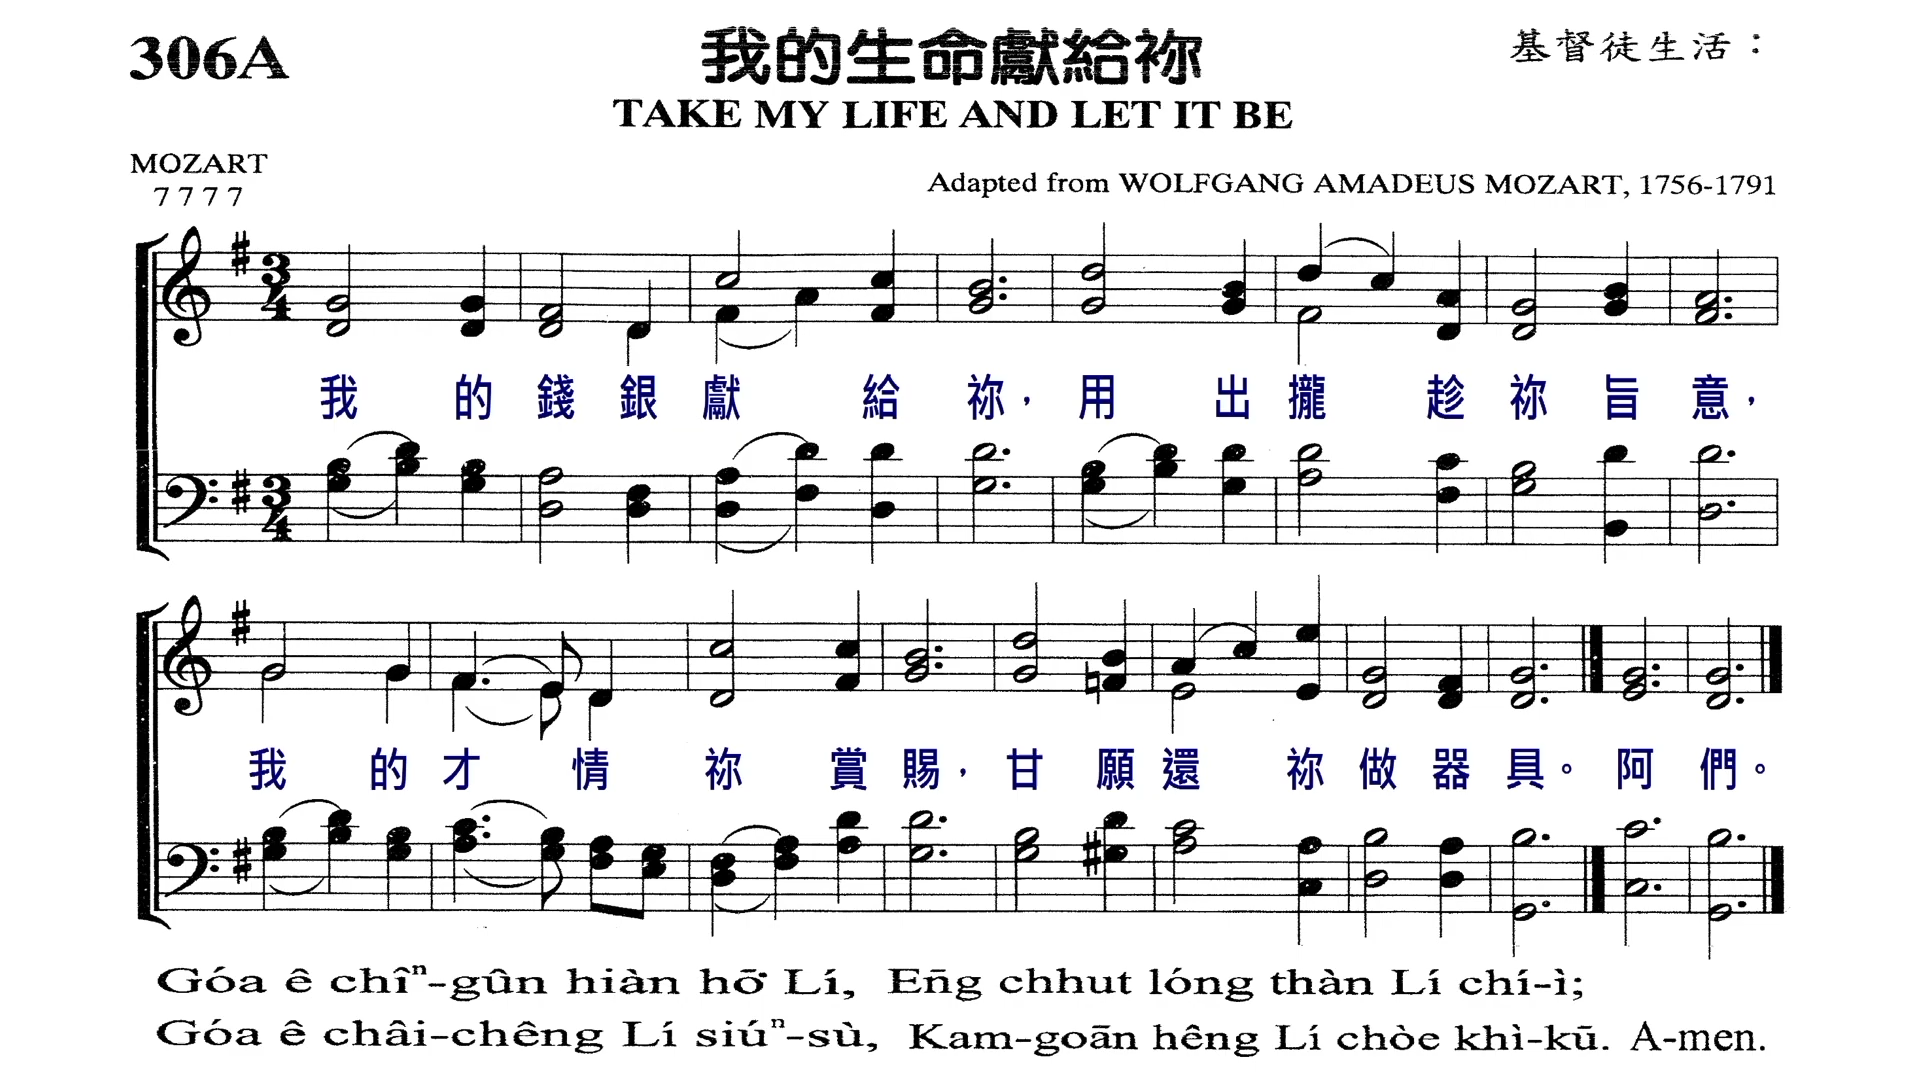 306A
我的生命獻給祢
基督徒生活：
TAKE MY LIFE AND LET IT BE
MOZART
7 7 7 7
Adapted from WOLFGANG AMADEUS MOZART, 1756-1791
3
4
我的錢銀獻給祢，用出攏趁祢旨意，
3
4
我的才情祢賞賜，甘願還祢做器具。阿們。
Góa ê chîⁿ-gûn hiàn hō͘ Lí, Ēng chhut lóng thàn Lí chí-ì;
Góa ê châi-chêng Lí siúⁿ-sù, Kam-goān hêng Lí chòe khì-kū. A-men.